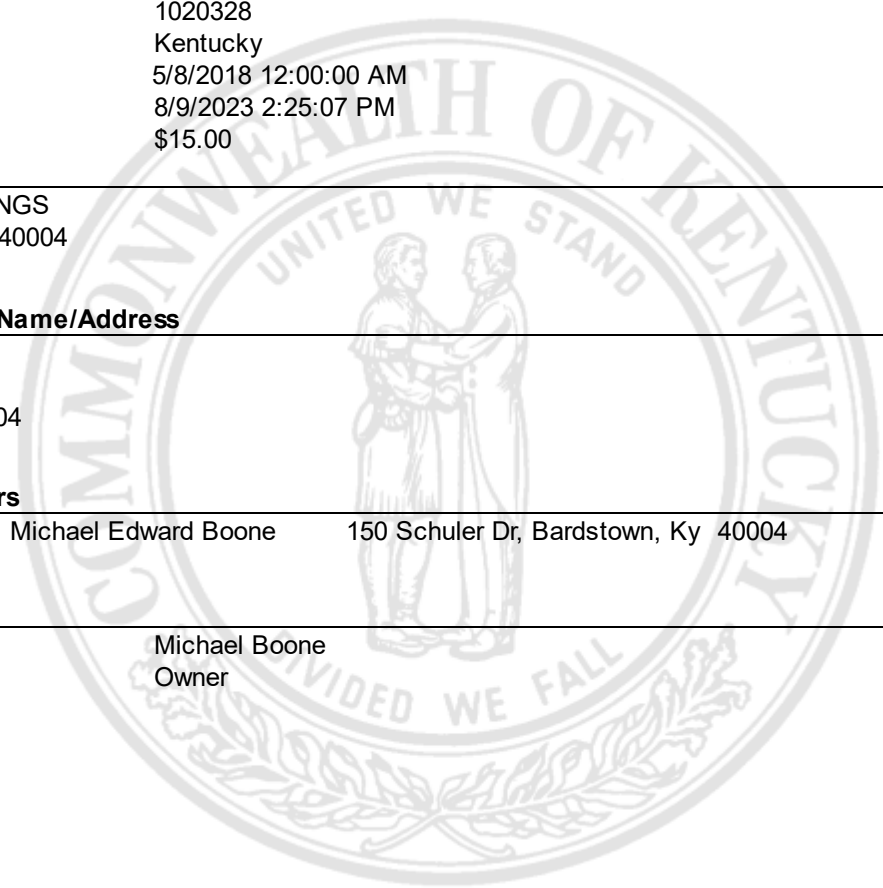 1020328
Kentucky
5/8/2018 12:00:00 AM
8/9/2023 2:25:07 PM
$15.00
NGS
40004
Name/Address
04
rs
Michael Edward Boone 150 Schuler Dr, Bardstown, Ky 40004
Michael Boone
Owner
COMMONWEALTH OF KENTUCKY
UNITED WE STAND
DIVIDED WE FALL